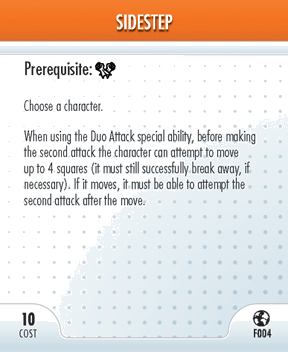 SIDESTEP
Prerequisite:
Choose a character.
When using the Duo Attack special ability, before making
the second attack the character can attempt to move
up to 4 squares (it must still successfully break away, if
necessary). If it moves, it must be able to attempt the
second attack after the move.
10
COST
F004